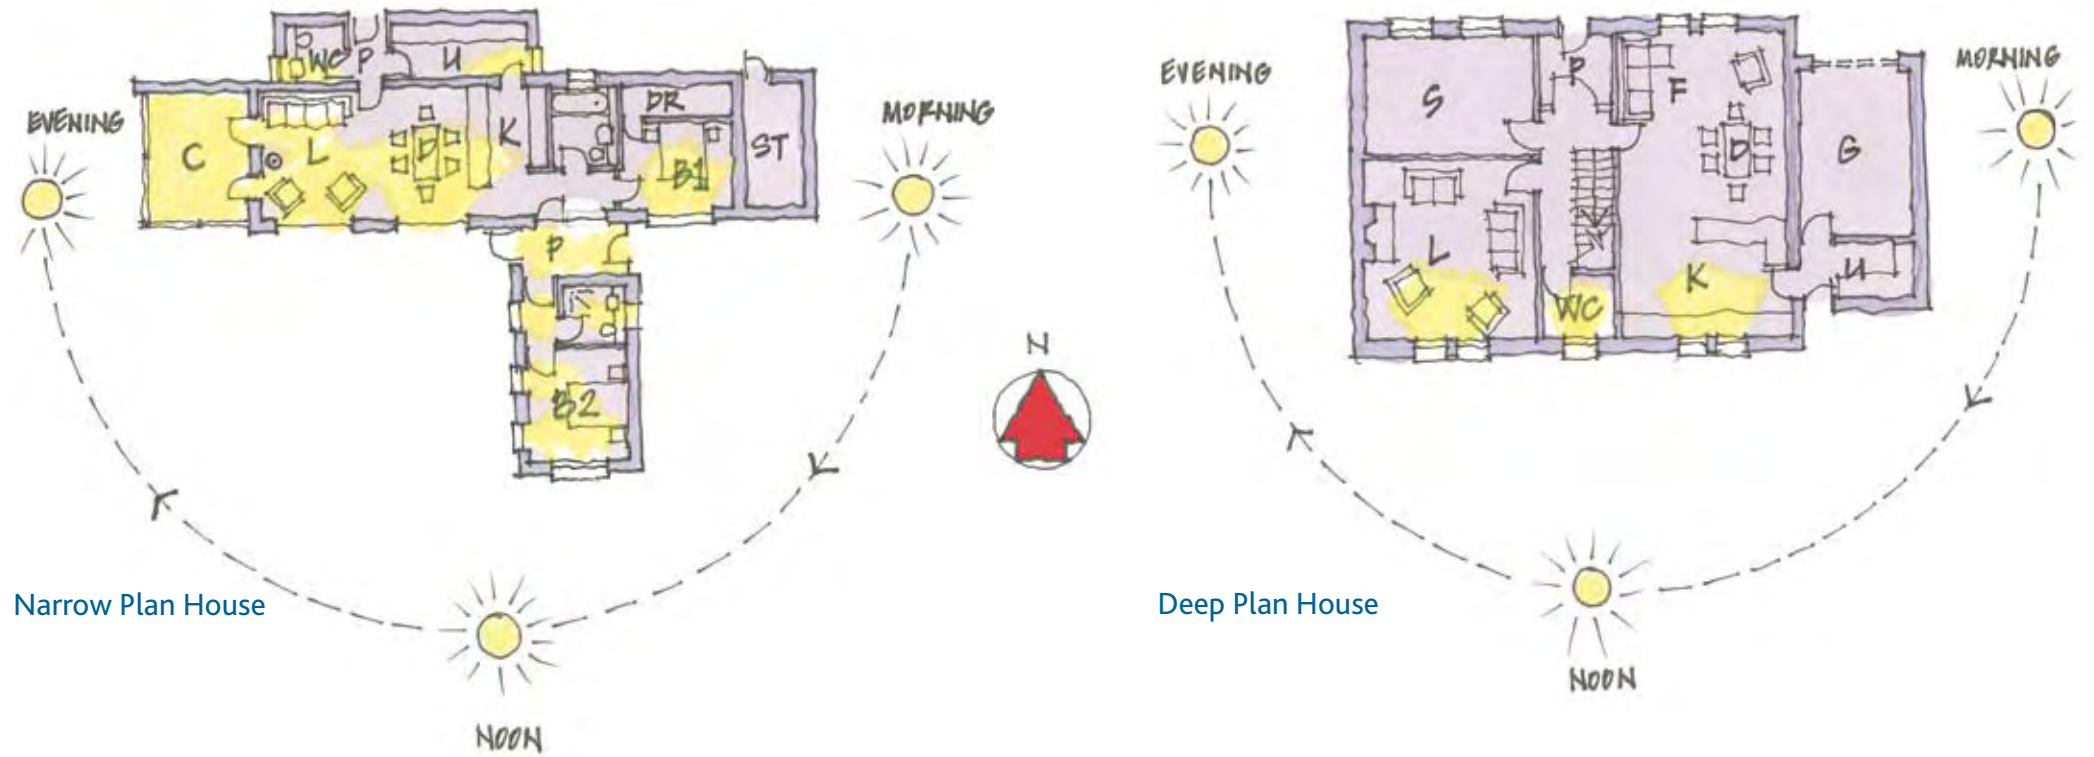 EVENING
MORNING
WC
P
U
C
L
D
K
DR
B1
ST
P
B2
Narrow Plan House
NOON
N
EVENING
MORNING
S
P
F
D
G
L
WC
K
U
Deep Plan House
NOON